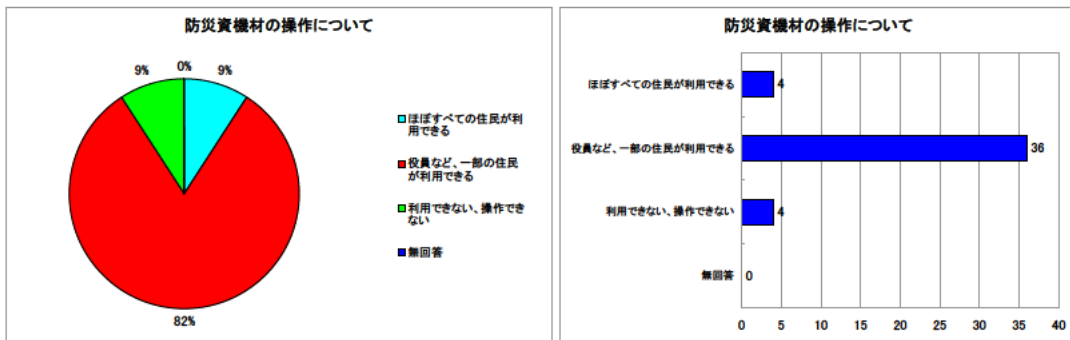 防災資機材の操作について
9%
0%
9%
82%
ほぼすべての住民が利
用できる
役員など、一部の住民
が利用できる
利用できない、操作でき
ない
無回答
防災資機材の操作について
ほぼすべての住民が利用できる
4
役員など、一部の住民が利用できる
36
利用できない、操作できない
4
無回答
0
0 5 10 15 20 25 30 35 40